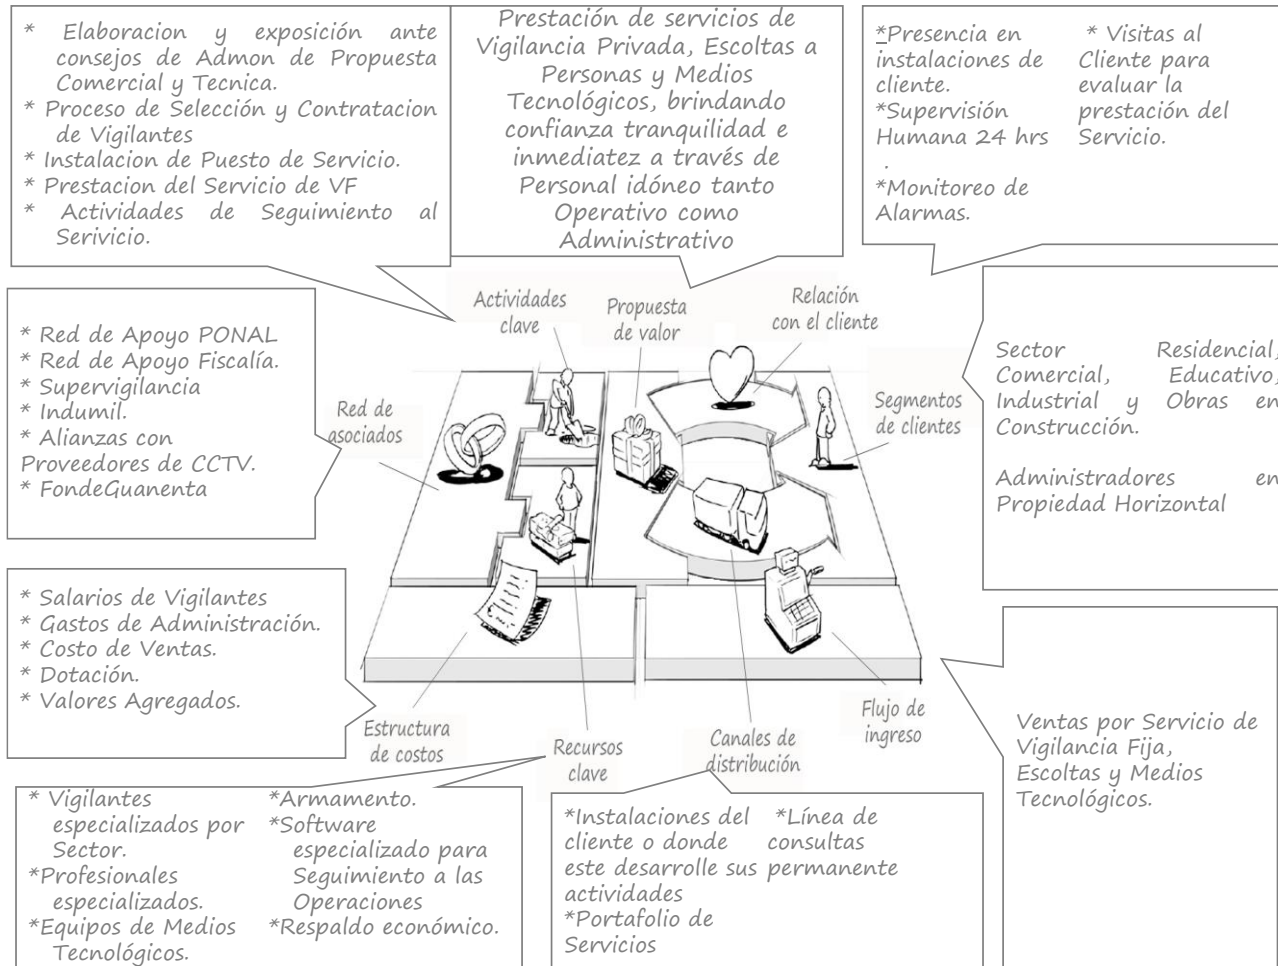 * Elaboracion y exposición ante
consejos de Admon de Propuesta
Comercial y Tecnica.
* Proceso de Selección y Contratacion
de Vigilantes
* Instalacion de Puesto de Servicio.
* Prestacion del Servicio de VF
* Actividades de Seguimiento al
Serivicio.
Prestación de servicios de
Vigilancia Privada, Escoltas a
Personas y Medios
Tecnológicos, brindando
confianza tranquilidad e
inmediatez a través de
Personal idóneo tanto
Operativo como
Administrativo
*Presencia en
instalaciones de
cliente.
*Supervisión
Humana 24 hrs
.
*Monitoreo de
Alarmas.
* Visitas al
Cliente para
evaluar la
prestación del
Servicio.
* Red de Apoyo PONAL
* Red de Apoyo Fiscalía.
* Supervigilancia
* Indumil.
* Alianzas con
Proveedores de CCTV.
* FondeGuanenta
Actividades
clave
Propuesta
de valor
Relación
con el cliente
Red de
asociados
Segmentos
de clientes
Sector Residencial,
Comercial, Educativo,
Industrial y Obras en
Construcción.
Administradores en
Propiedad Horizontal
* Salarios de Vigilantes
* Gastos de Administración.
* Costo de Ventas.
* Dotación.
* Valores Agregados.
Estructura
de costos
Recursos
clave
Canales de
distribución
Flujo de
ingreso
Ventas por Servicio de
Vigilancia Fija,
Escoltas y Medios
Tecnológicos.
* Vigilantes
especializados por
Sector.
*Profesionales
especializados.
*Equipos de Medios
Tecnológicos.
*Armamento.
*Software
especializado para
Seguimiento a las
Operaciones
*Respaldo económico.
*Instalaciones del
cliente o donde
este desarrolle sus
actividades
*Portafolio de
Servicios
*Línea de
consultas
permanente